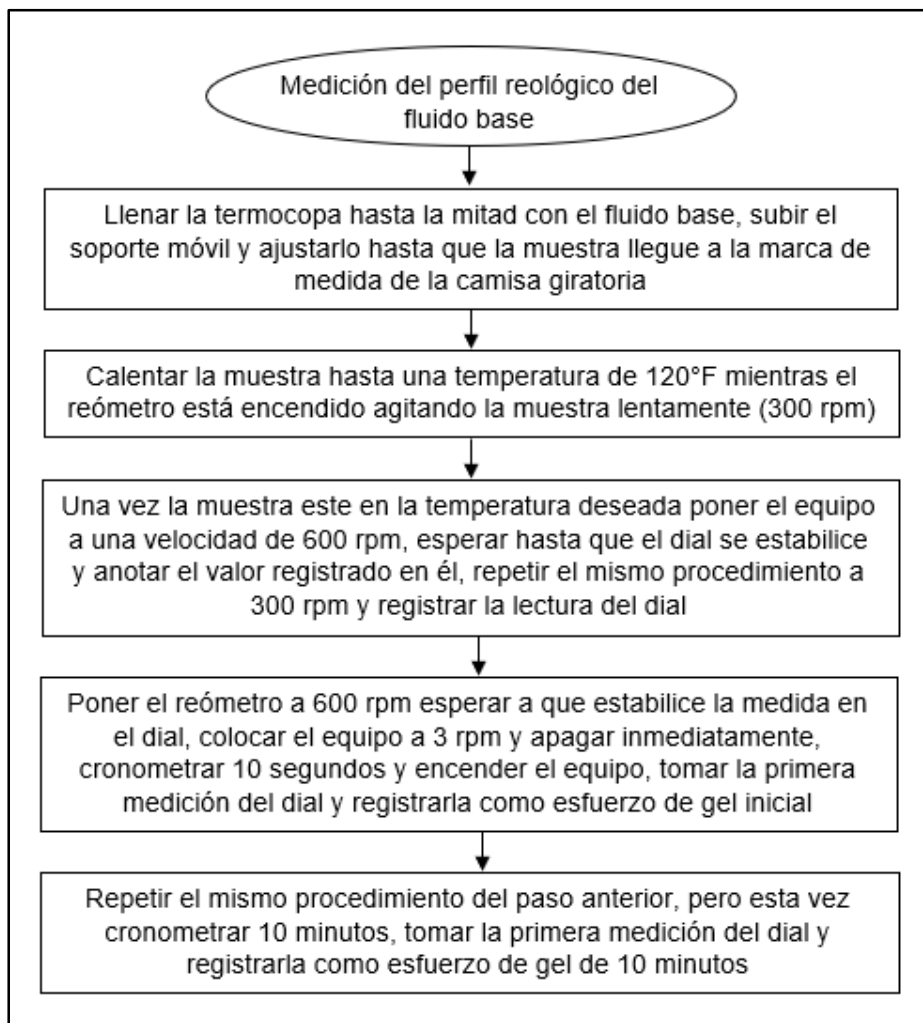 Medición del perfil reológico del
fluido base
Llenar la termocopa hasta la mitad con el fluido base, subir el
soporte móvil y ajustarlo hasta que la muestra llegue a la marca de
medida de la camisa giratoria
Calentar la muestra hasta una temperatura de 120°F mientras el
reómetro está encendido agitando la muestra lentamente (300 rpm)
Una vez la muestra este en la temperatura deseada poner el equipo
a una velocidad de 600 rpm, esperar hasta que el dial se estabilice
y anotar el valor registrado en él, repetir el mismo procedimiento a
300 rpm y registrar la lectura del dial
Poner el reómetro a 600 rpm esperar a que estabilice la medida en
el dial, colocar el equipo a 3 rpm y apagar inmediatamente,
cronometrar 10 segundos y encender el equipo, tomar la primera
medición del dial y registrarla como esfuerzo de gel inicial
Repetir el mismo procedimiento del paso anterior, pero esta vez
cronometrar 10 minutos, tomar la primera medición del dial y
registrarla como esfuerzo de gel de 10 minutos